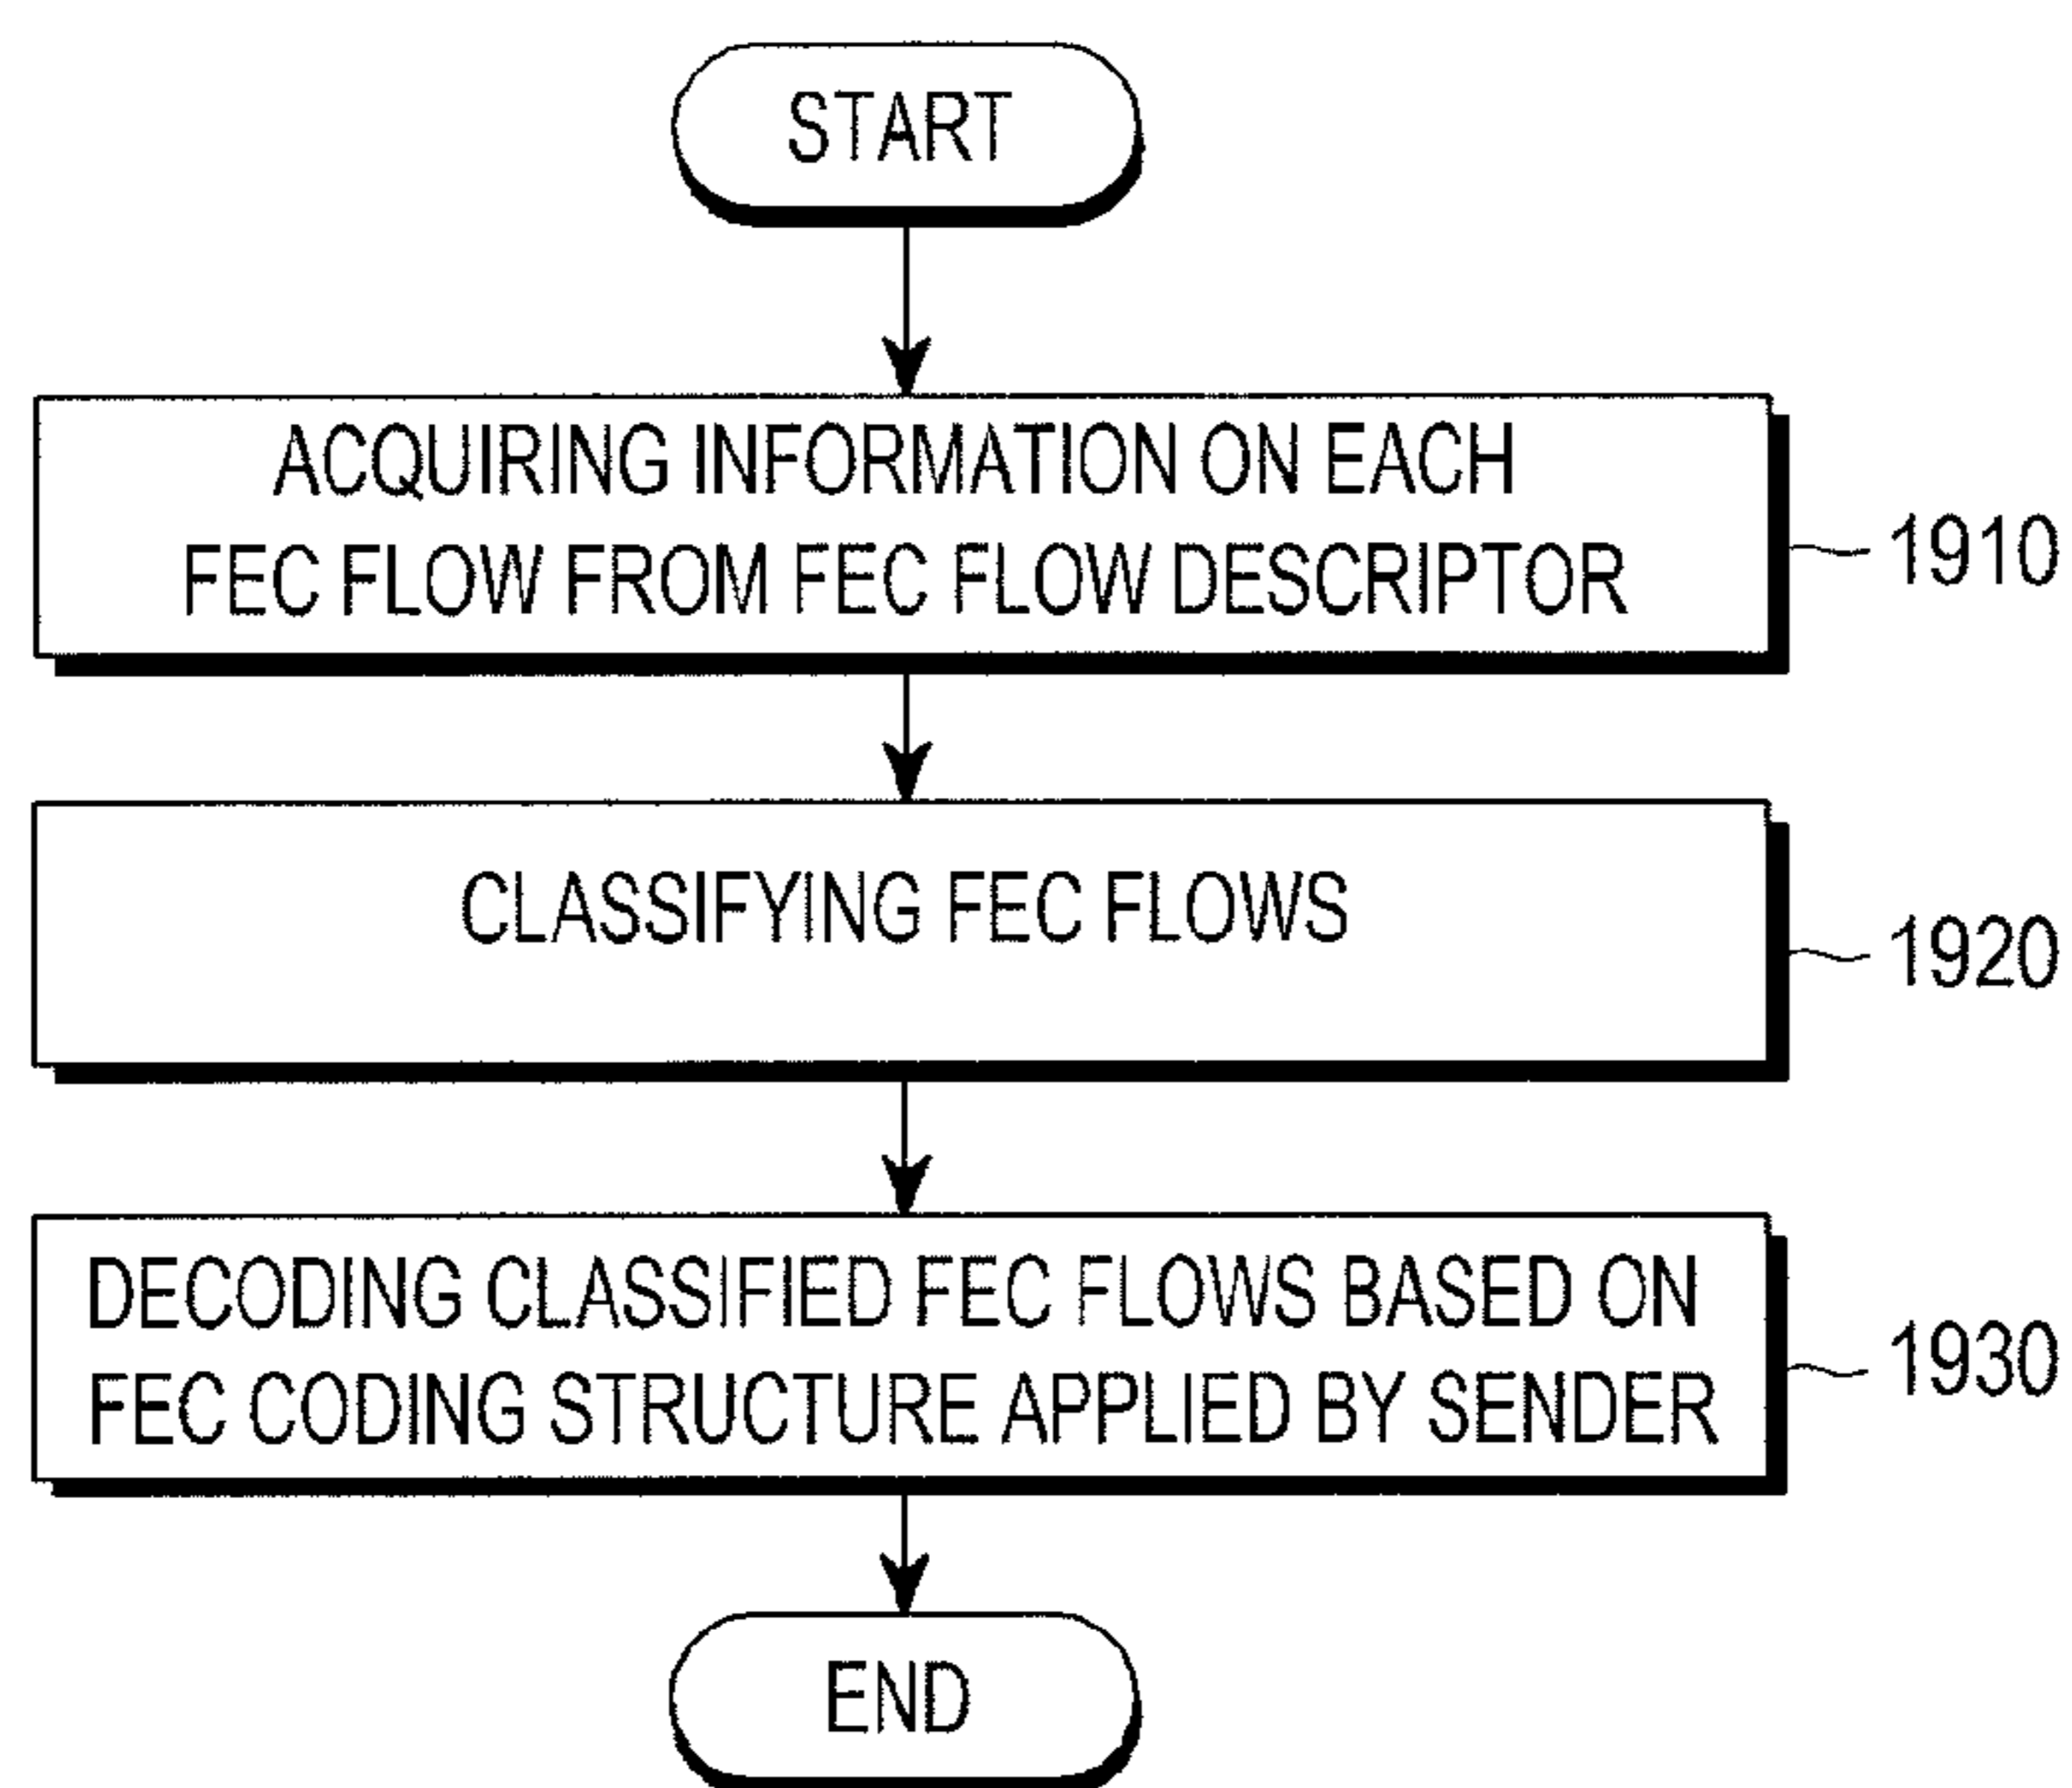 START
ACQUIRING INFORMATION ON EACH
FEC FLOW FROM FEC FLOW DESCRIPTOR
1910
CLASSIFYING FEC FLOWS
1920
DECODING CLASSIFIED FEC FLOWS BASED ON
FEC CODING STRUCTURE APPLIED BY SENDER
1930
END